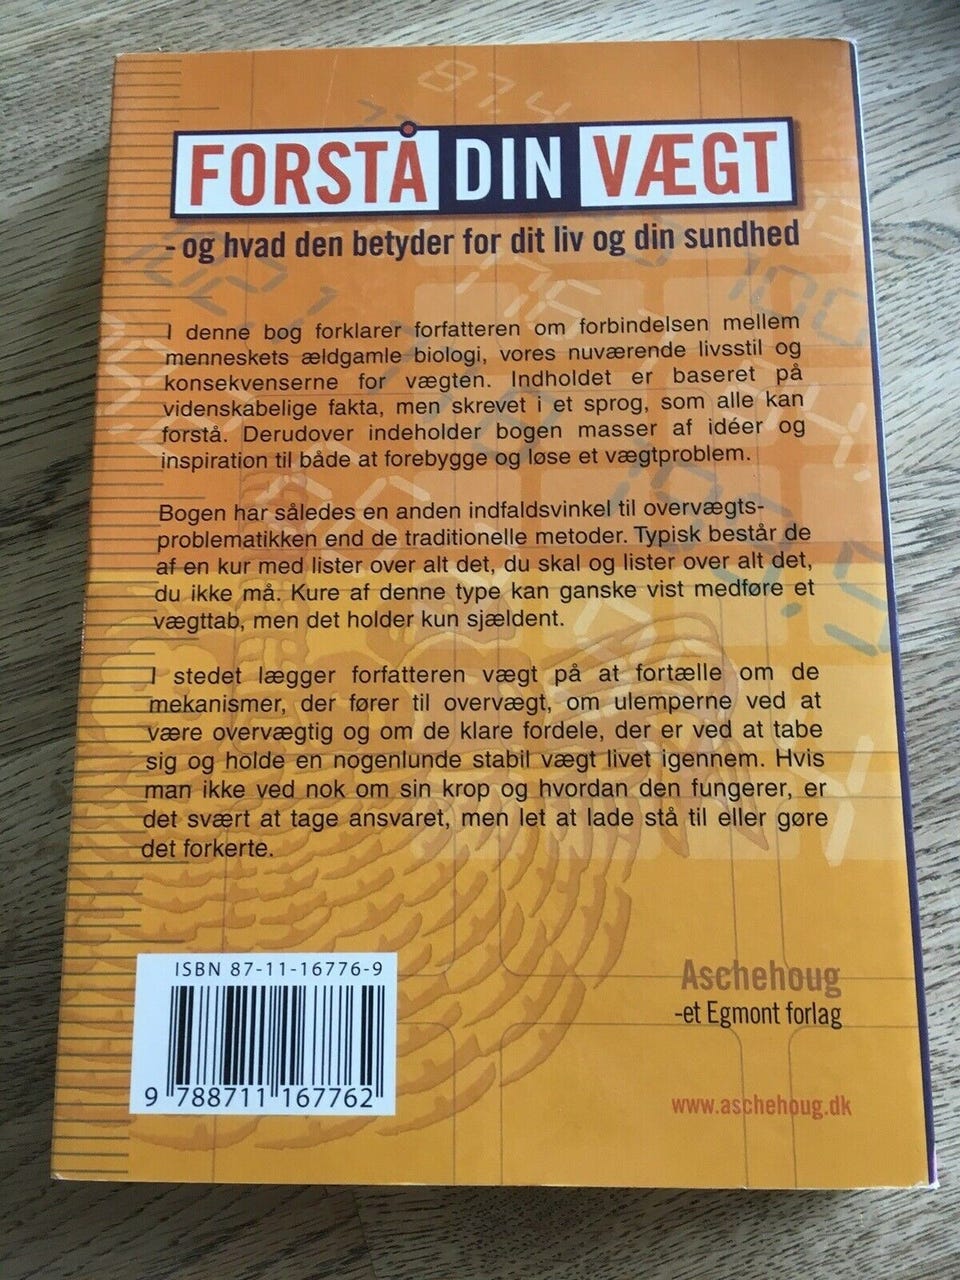 87.4
FORSTÅ DIN VÆGT
- og hvad den betyder for dit liv og din sundhed
100
I denne bog forklarer forfatteren om forbindelsen mellem
menneskets ældgamle biologi, vores nuværende livsstil og
konsekvenserne for vægten. Indholdet er baseret på
videnskabelige fakta, men skrevet i et sprog, som alle kan
forstå. Derudover indeholder bogen masser af idéer og
inspiration til både at forebygge og løse et vægtproblem.
Bogen har således en anden indfaldsvinkel til overvægts-
problematikken end de traditionelle metoder. Typisk består de
af en kur med lister over alt det, du skal og lister over alt det,
du ikke må. Kure af denne type kan ganske vist medføre et
vægttab, men det holder kun sjældent.
I stedet lægger forfatteren vægt på at fortælle om de
mekanismer, der fører til overvægt, om ulemperne ved at
være overvægtig og om de klare fordele, der er ved at tabe
sig og holde en nogenlunde stabil vægt livet igennem. Hvis
man ikke ved nok om sin krop og hvordan den fungerer, er
det svært at tage ansvaret, men let at lade stå til eller gøre
det forkerte.
ISBN 87-11-16776-9
9 788711 167762
Aschehoug
-et Egmont forlag
www.aschehoug.dk